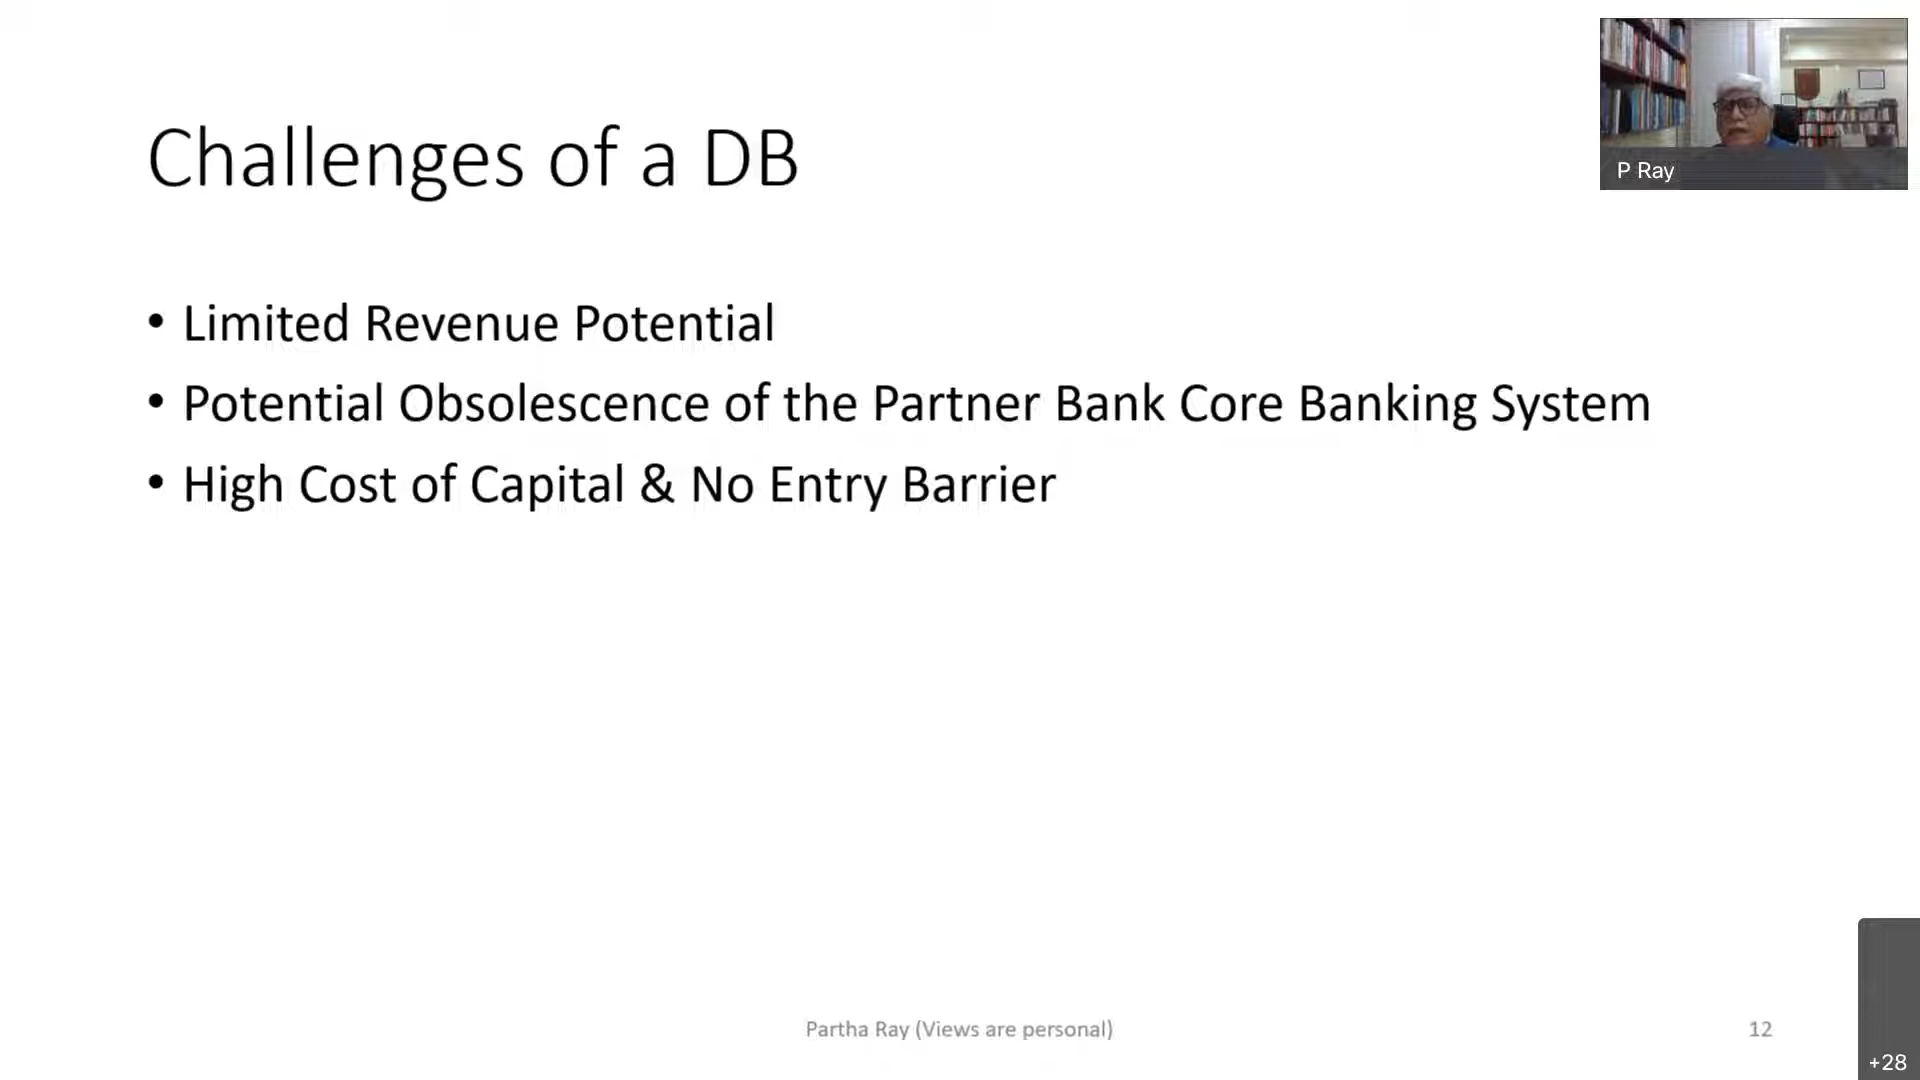 Challenges of a DB
P Ray
• Limited Revenue Potential
• Potential Obsolescence of the Partner Bank Core Banking System
• High Cost of Capital & No Entry Barrier
Partha Ray (Views are personal)
12
+28